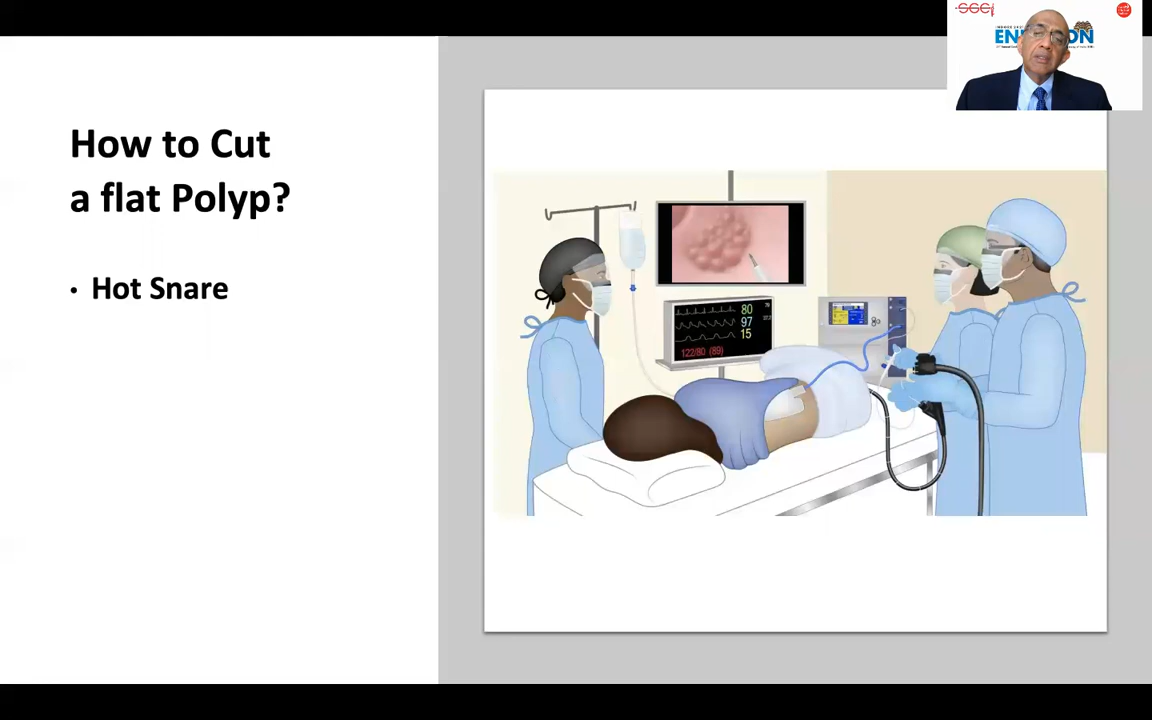 How to Cut
a flat Polyp?
• Hot Snare
80
97
15
122/80 (89)